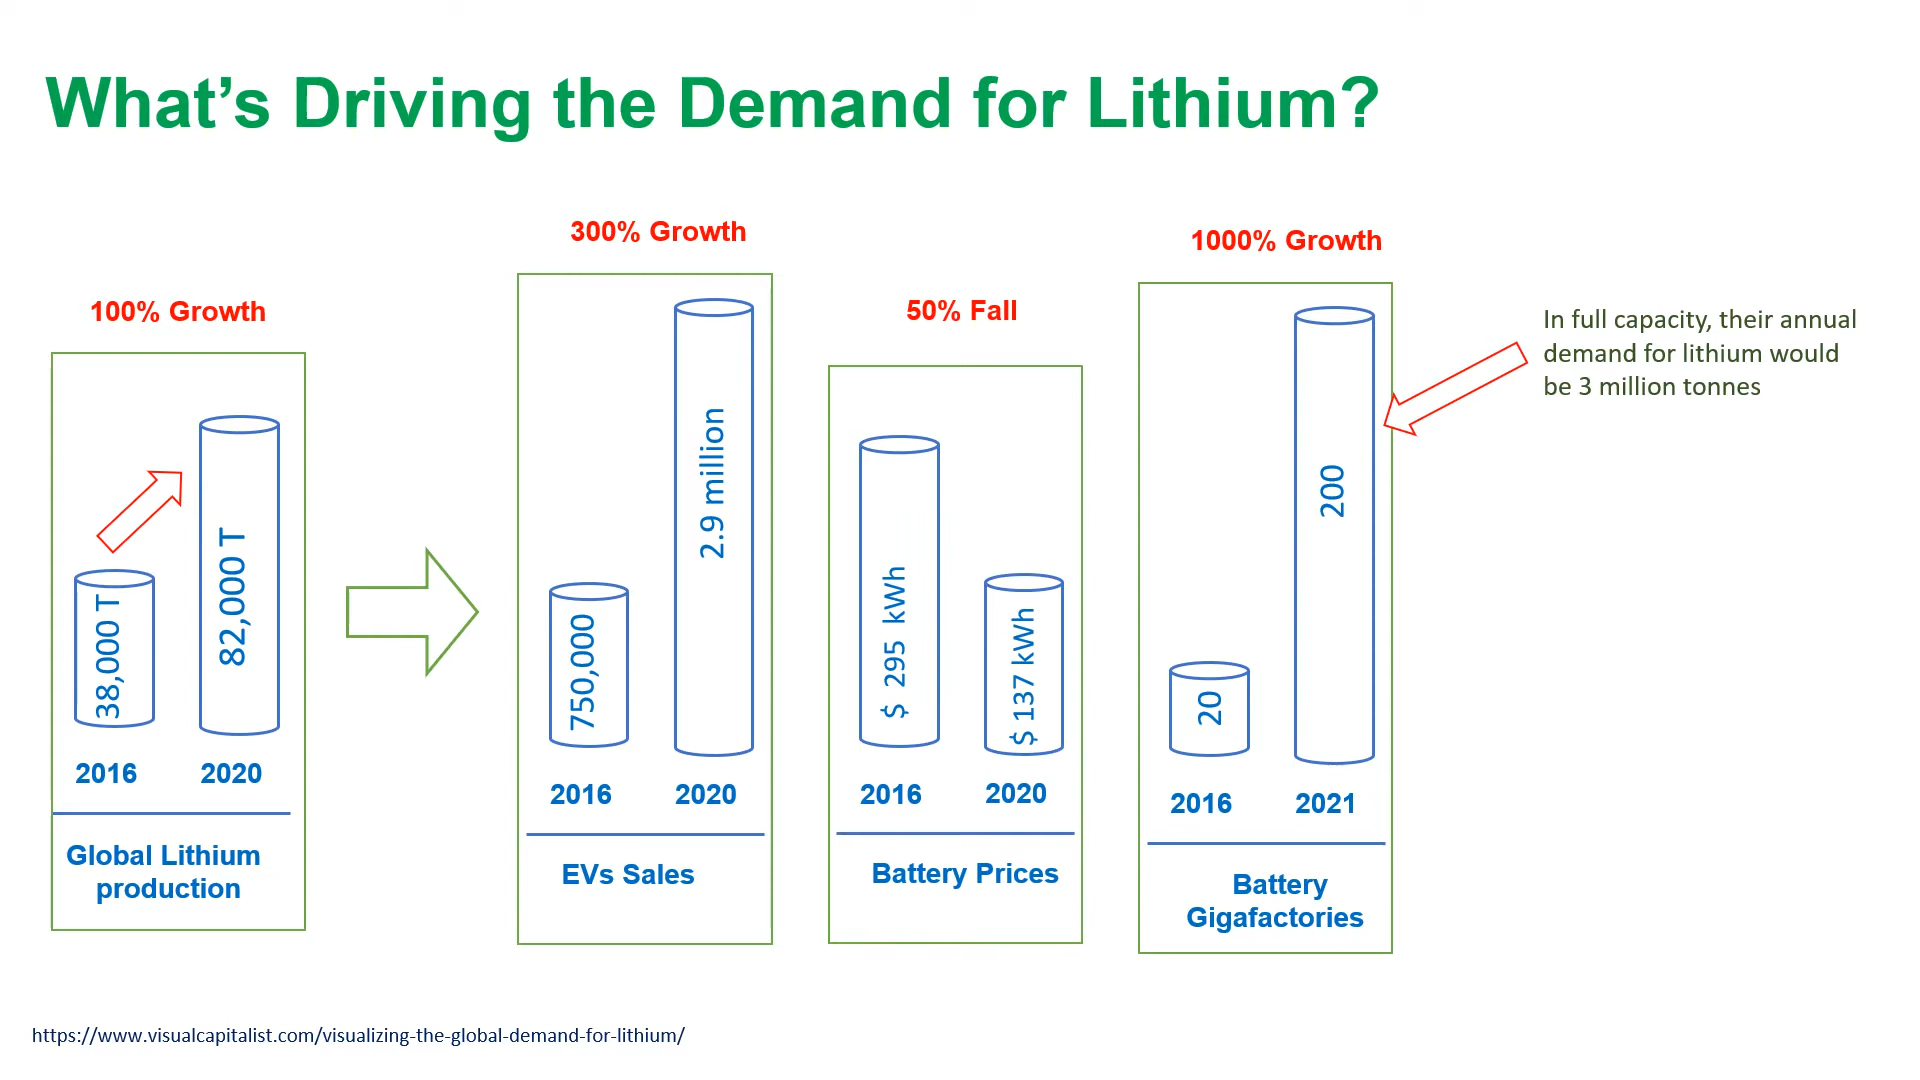 What’s Driving the Demand for Lithium?
100% Growth
38,000 T
82,000 T
2016
2020
Global Lithium
production
300% Growth
750,000
2.9 million
2016
2020
EVs Sales
50% Fall
$ 295 kWh
$ 137 kWh
2016
2020
Battery Prices
1000% Growth
20
200
2016
2021
Battery
Gigafactories
In full capacity, their annual
demand for lithium would
be 3 million tonnes
https://www.visualcapitalist.com/visualizing-the-global-demand-for-lithium/